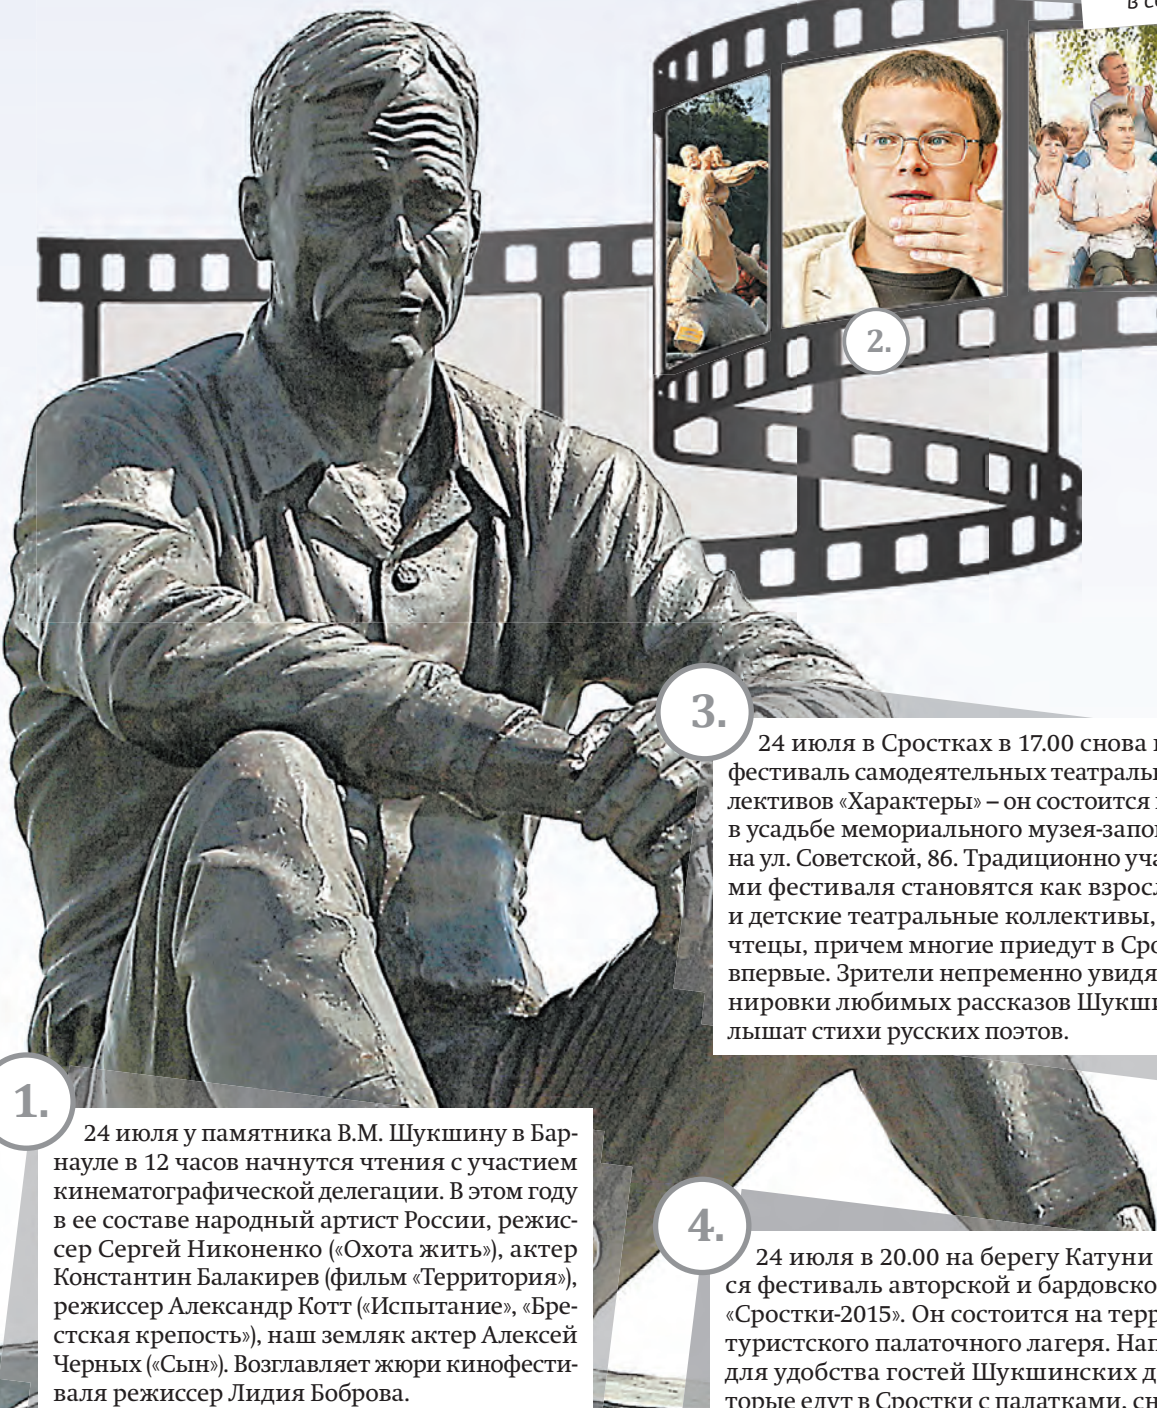 в с
2.
3.
24 июля в Сростках в 17.00 снова
фестиваль самодеятельных театраль
лективов «Характеры» – он состоится
в усадьбе мемориального музея-запо
на ул. Советской, 86. Традиционно уча
ми фестиваля становятся как взросл
и детские театральные коллективы,
чтецы, причем многие приедут в Сро
впервые. Зрители непременно увидя
нировки любимых рассказов Шукши
лышат стихи русских поэтов.
1.
24 июля у памятника В.М. Шукшину в Бар-
науле в 12 часов начнутся чтения с участием
кинематографической делегации. В этом году
в ее составе народный артист России, режис-
сер Сергей Никоненко («Охота жить»), актер
Константин Балакирев (фильм «Территория»),
режиссер Александр Котт («Испытание», «Бре-
стская крепость»), наш земляк актер Алексей
Черных («Сын»). Возглавляет жюри кинофести-
валя режиссер Лидия Боброва.
4.
24 июля в 20.00 на берегу Катуни
ся фестиваль авторской и бардовско
«Сростки-2015». Он состоится на терр
туристского палаточного лагеря. Нап
для удобства гостей Шукшинских д
торые едут в Сростки с палатками, сн